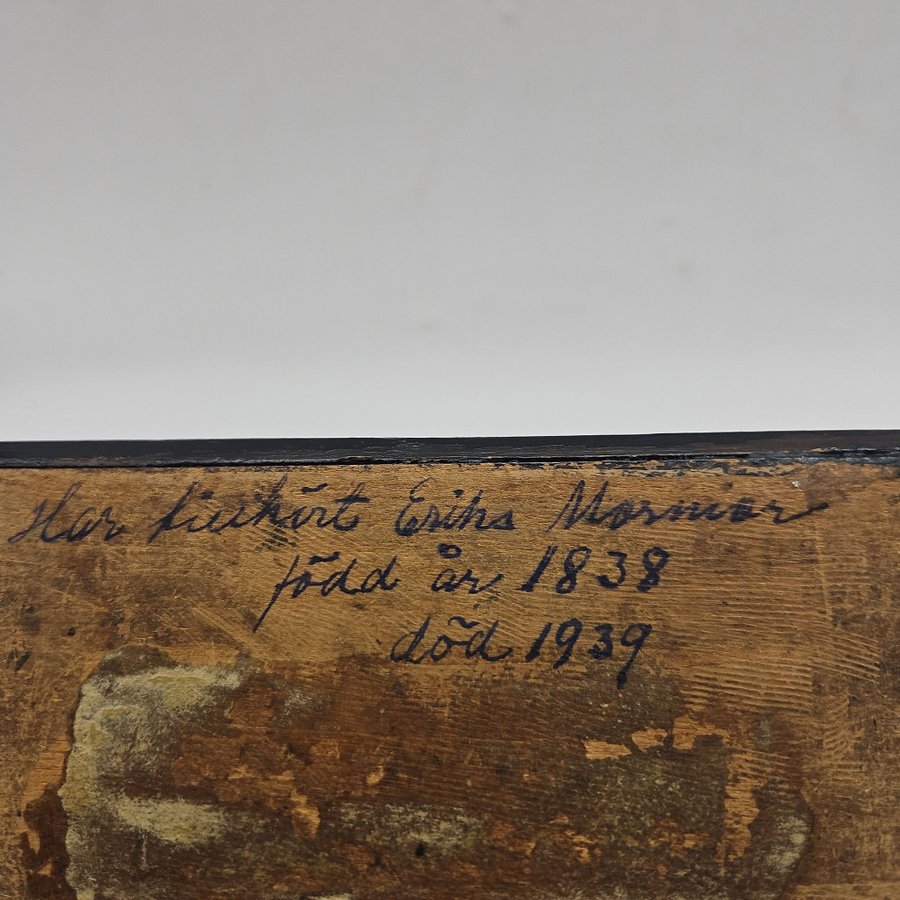 Har tillhört Eriks Mormor
född år 1838
död 1939